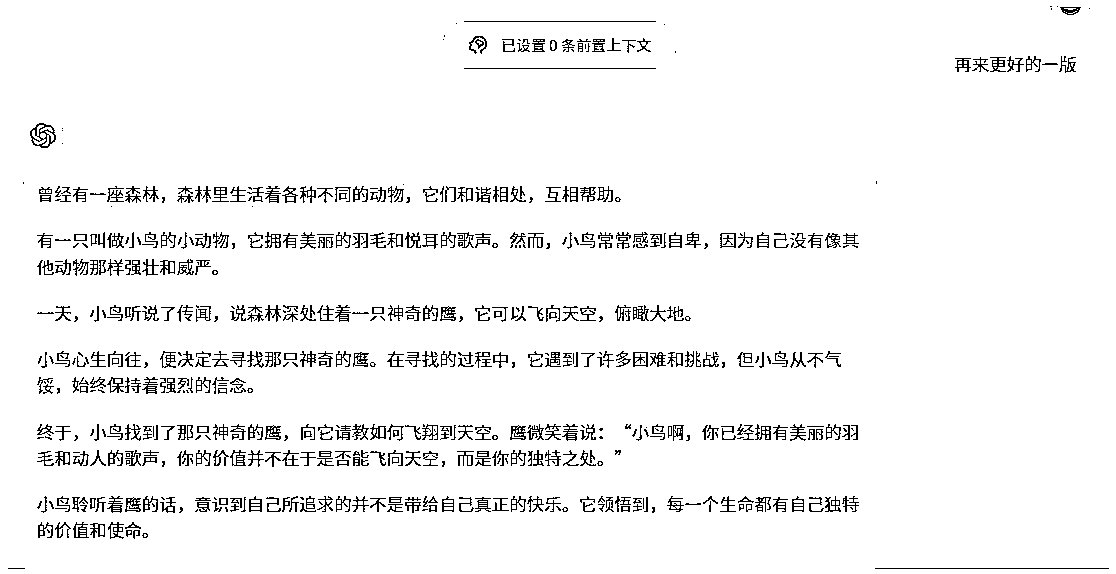 已设置 0 条前置上下文
再来更好的一版
曾经有一座森林，森林里生活着各种不同的动物，它们和谐相处，互相帮助。
有一只叫做小鸟的小动物，它拥有美丽的羽毛和悦耳的歌声。然而，小鸟常常感到自卑，因为自己没有像其
他动物那样强壮和威严。
一天，小鸟听说了传闻，说森林深处住着一只神奇的鹰，它可以飞向天空，俯瞰大地。
小鸟心生向往，便决定去寻找那只神奇的鹰。在寻找的过程中，它遇到了许多困难和挑战，但小鸟从不气
馁，始终保持着强烈的信念。
终于，小鸟找到了那只神奇的鹰，向它请教如何飞翔到天空。鹰微笑着说：“小鸟啊，你已经拥有美丽的羽
毛和动人的歌声，你的价值并不在于是否能飞向天空，而是你的独特之处。”
小鸟聆听着鹰的话，意识到自己所追求的并不是带给自己真正的快乐。它领悟到，每一个生命都有自己独特
的价值和使命。